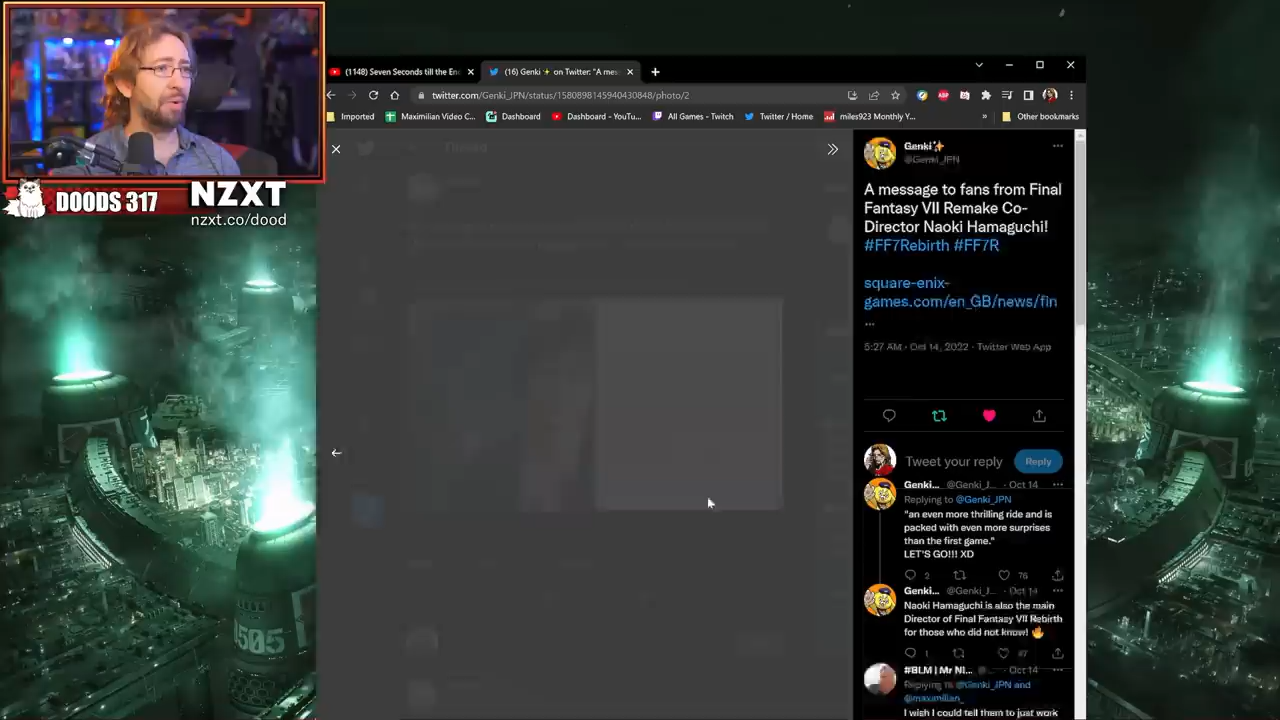 (1148) Seven Seconds till the En
(16) Genki ✨ on Twitter: "A mes
twitter.com/Genki_JPN/status/1580898145940430848/photo/2
Imported
Maximilian Video C...
Dashboard
Dashboard - YouTu...
All Games - Twitch
Twitter / Home
miles923 Monthly Y...
»
Other bookmarks
DOODS 317
NZXT
nzxt.co/dood
1505
Genki✨
@Genki_JPN
A message to fans from Final
Fantasy VII Remake Co-
Director Naoki Hamaguchi!
#FF7Rebirth #FF7R
square-enix-
games.com/en_GB/news/fin
...
5:27 AM · Oct 14, 2022 · Twitter Web App
Tweet your reply
Reply
Genki... @Genki_J... · Oct 14
Replying to @Genki_JPN
"an even more thrilling ride and is
packed with even more surprises
than the first game."
LET'S GO!!! XD
2
76
Genki... @Genki_J... · Oct 14
Naoki Hamaguchi is also the main
Director of Final Fantasy VII Rebirth
for those who did not know! 🔥
1
#BLM | Mr NI... · Oct 14
Replying to @Genki_JPN and
@maximilian_
I wish I could tell them to just work